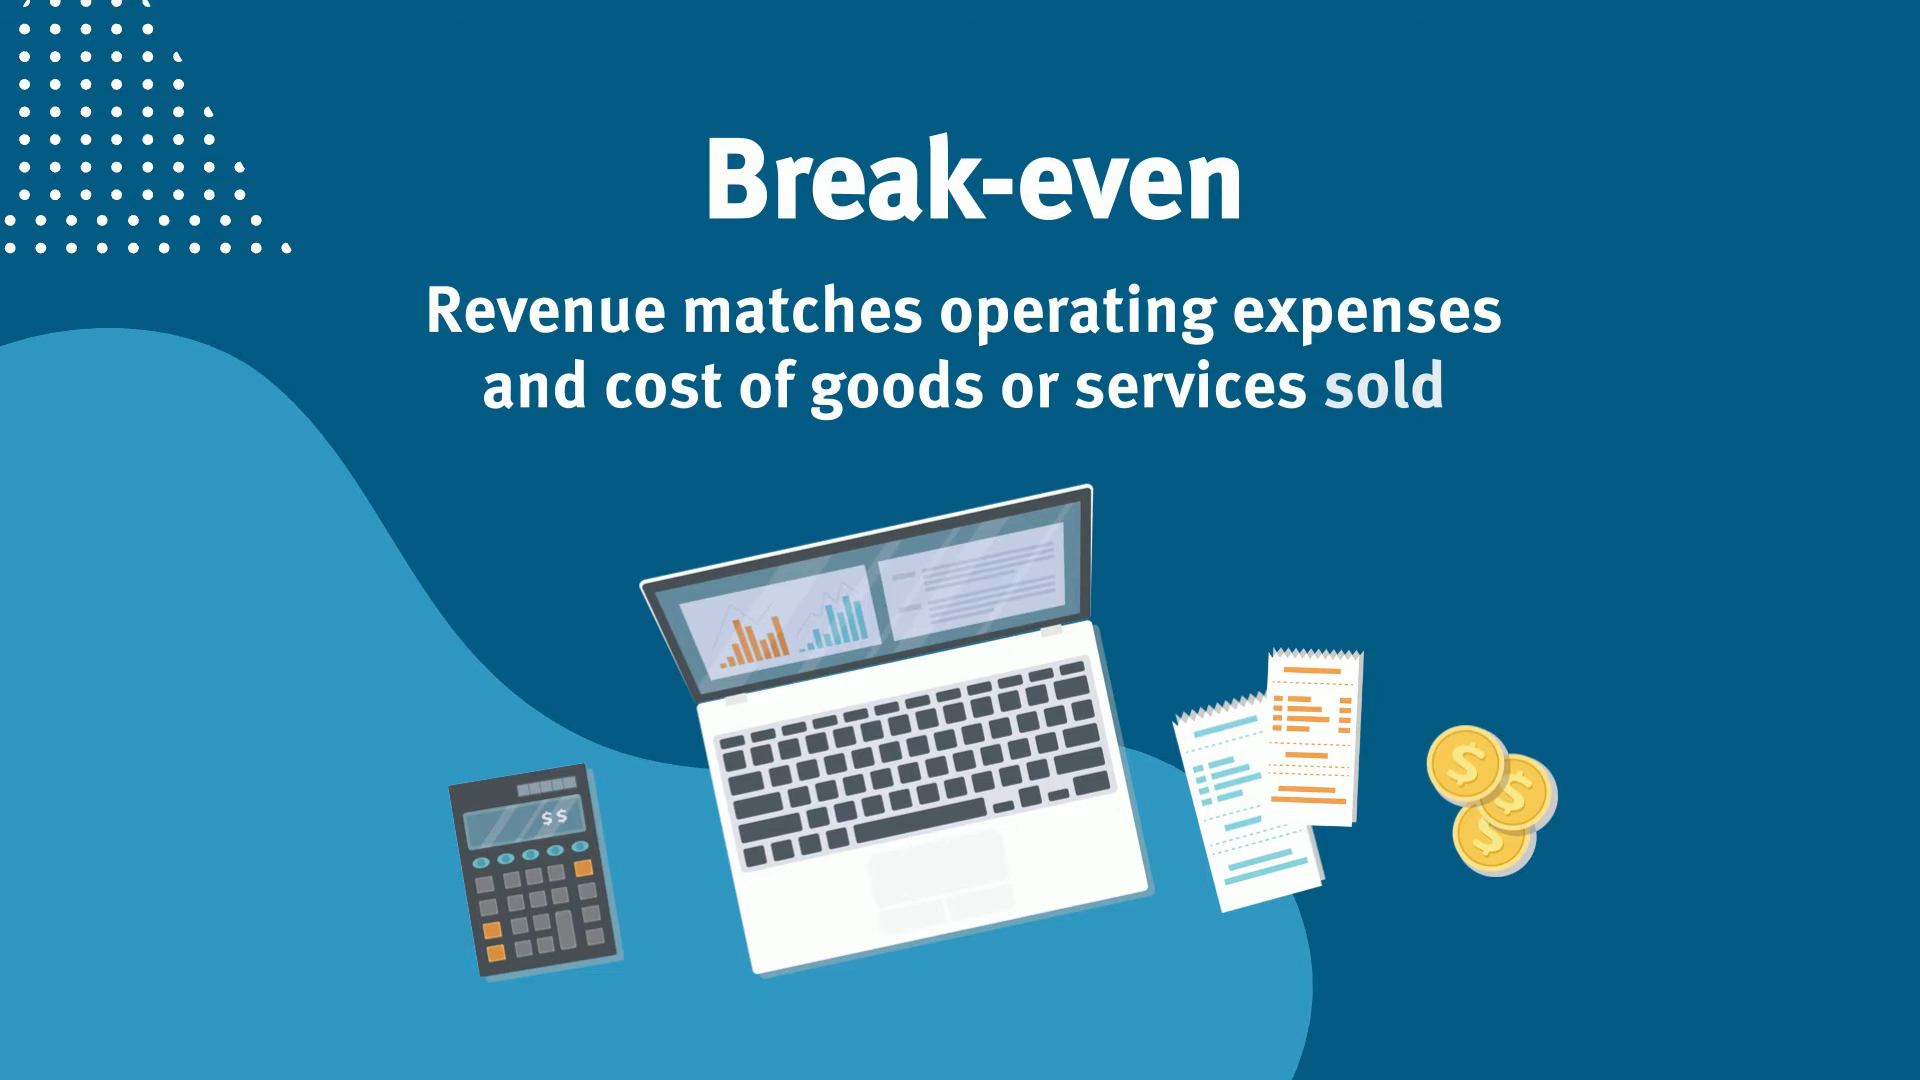 Break-even
Revenue matches operating expenses
and cost of goods or services sold
$$
$
$
$